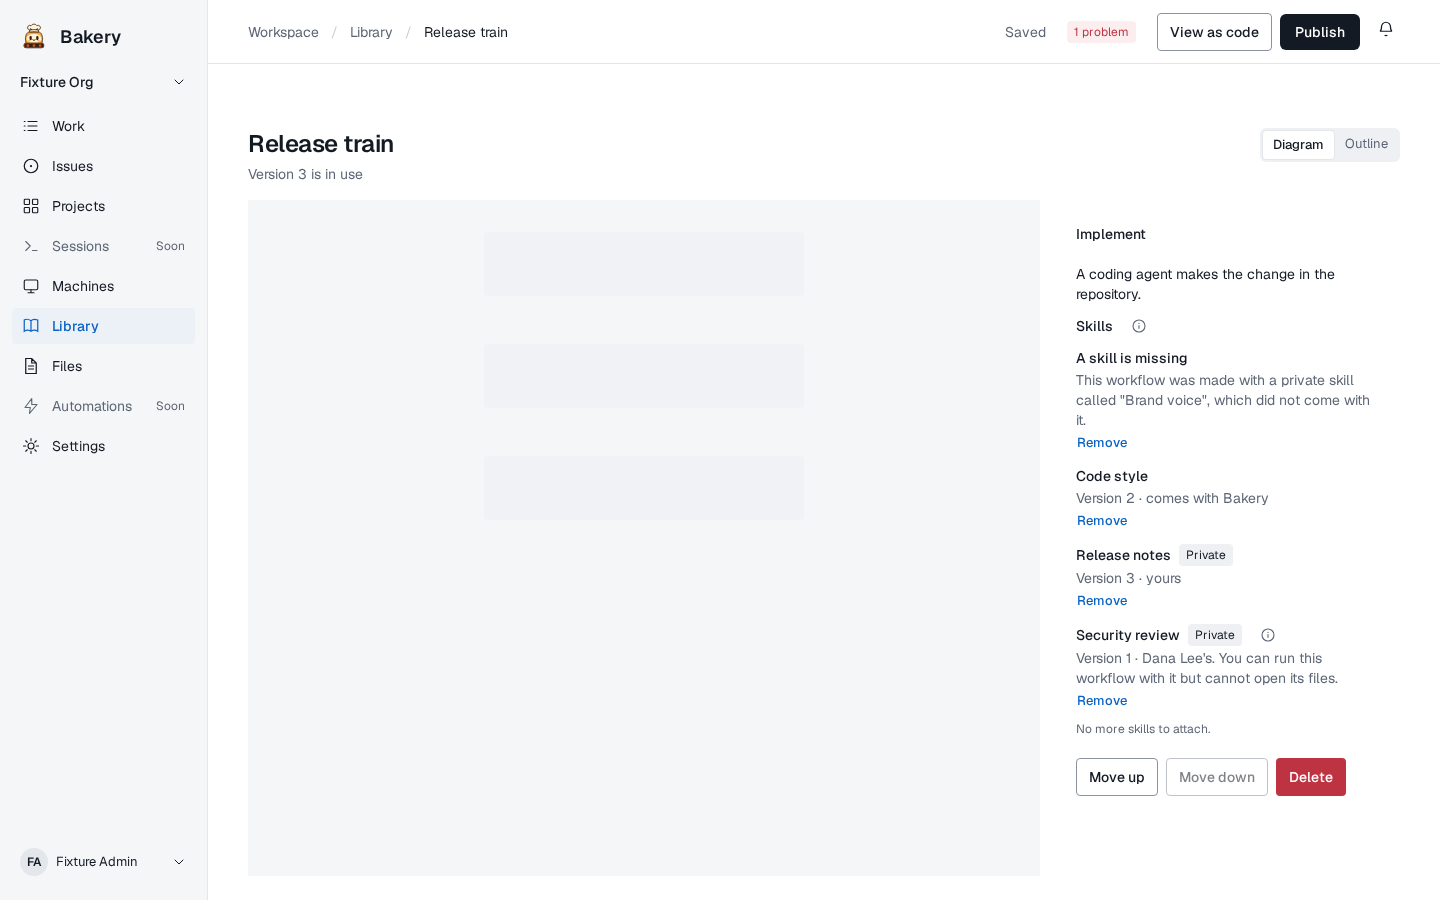 Bakery
Fixture Org
Work
Issues
Projects
Sessions Soon
Machines
Library
Files
Automations Soon
Settings
FA Fixture Admin
Workspace / Library / Release train
Saved
1 problem
View as code
Publish
Release train
Version 3 is in use
Diagram
Outline
Implement
A coding agent makes the change in the
repository.
Skills
A skill is missing
This workflow was made with a private skill
called "Brand voice", which did not come with
it.
Remove
Code style
Version 2 · comes with Bakery
Remove
Release notes Private
Version 3 · yours
Remove
Security review Private
Version 1 · Dana Lee's. You can run this
workflow with it but cannot open its files.
Remove
No more skills to attach.
Move up
Move down
Delete